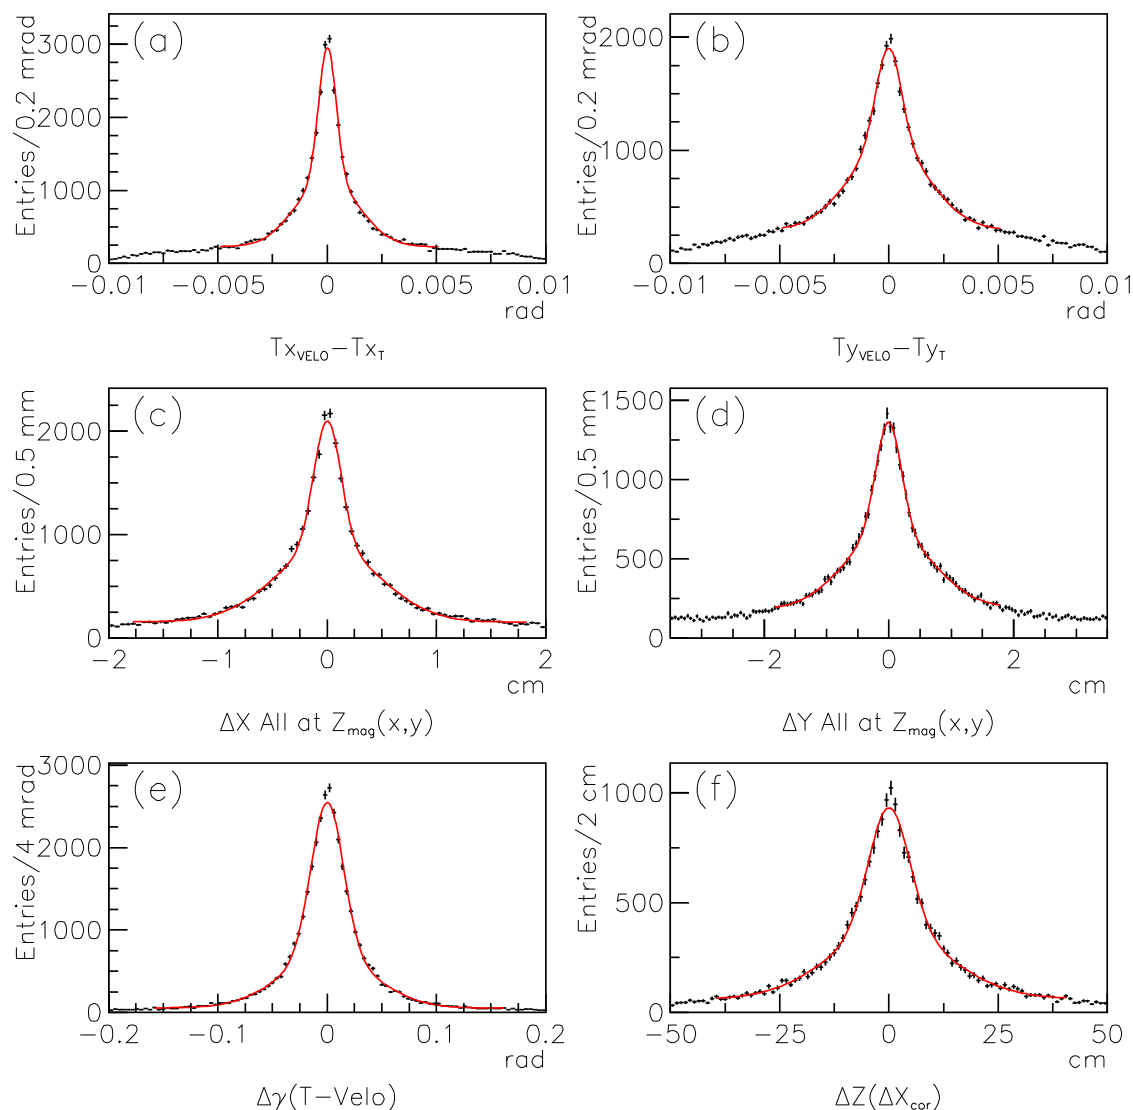 (a)
Entries/0.2 mrad
3000
2000
1000
0
−0.01 −0.005 0 0.005 0.01
rad
Tx_VELO−Tx_T
(b)
Entries/0.2 mrad
2000
1000
0
−0.01 −0.005 0 0.005 0.01
rad
Ty_VELO−Ty_T
(c)
Entries/0.5 mm
2000
1000
0
−2 −1 0 1 2
cm
ΔX All at Z_mag(x,y)
(d)
Entries/0.5 mm
1500
1000
500
0
−2 0 2
cm
ΔY All at Z_mag(x,y)
(e)
Entries/4 mrad
3000
2000
1000
0
−0.2 −0.1 0 0.1 0.2
rad
Δγ(T−Velo)
(f)
Entries/2 cm
1000
500
0
−50 −25 0 25 50
cm
ΔZ(ΔX_cor)